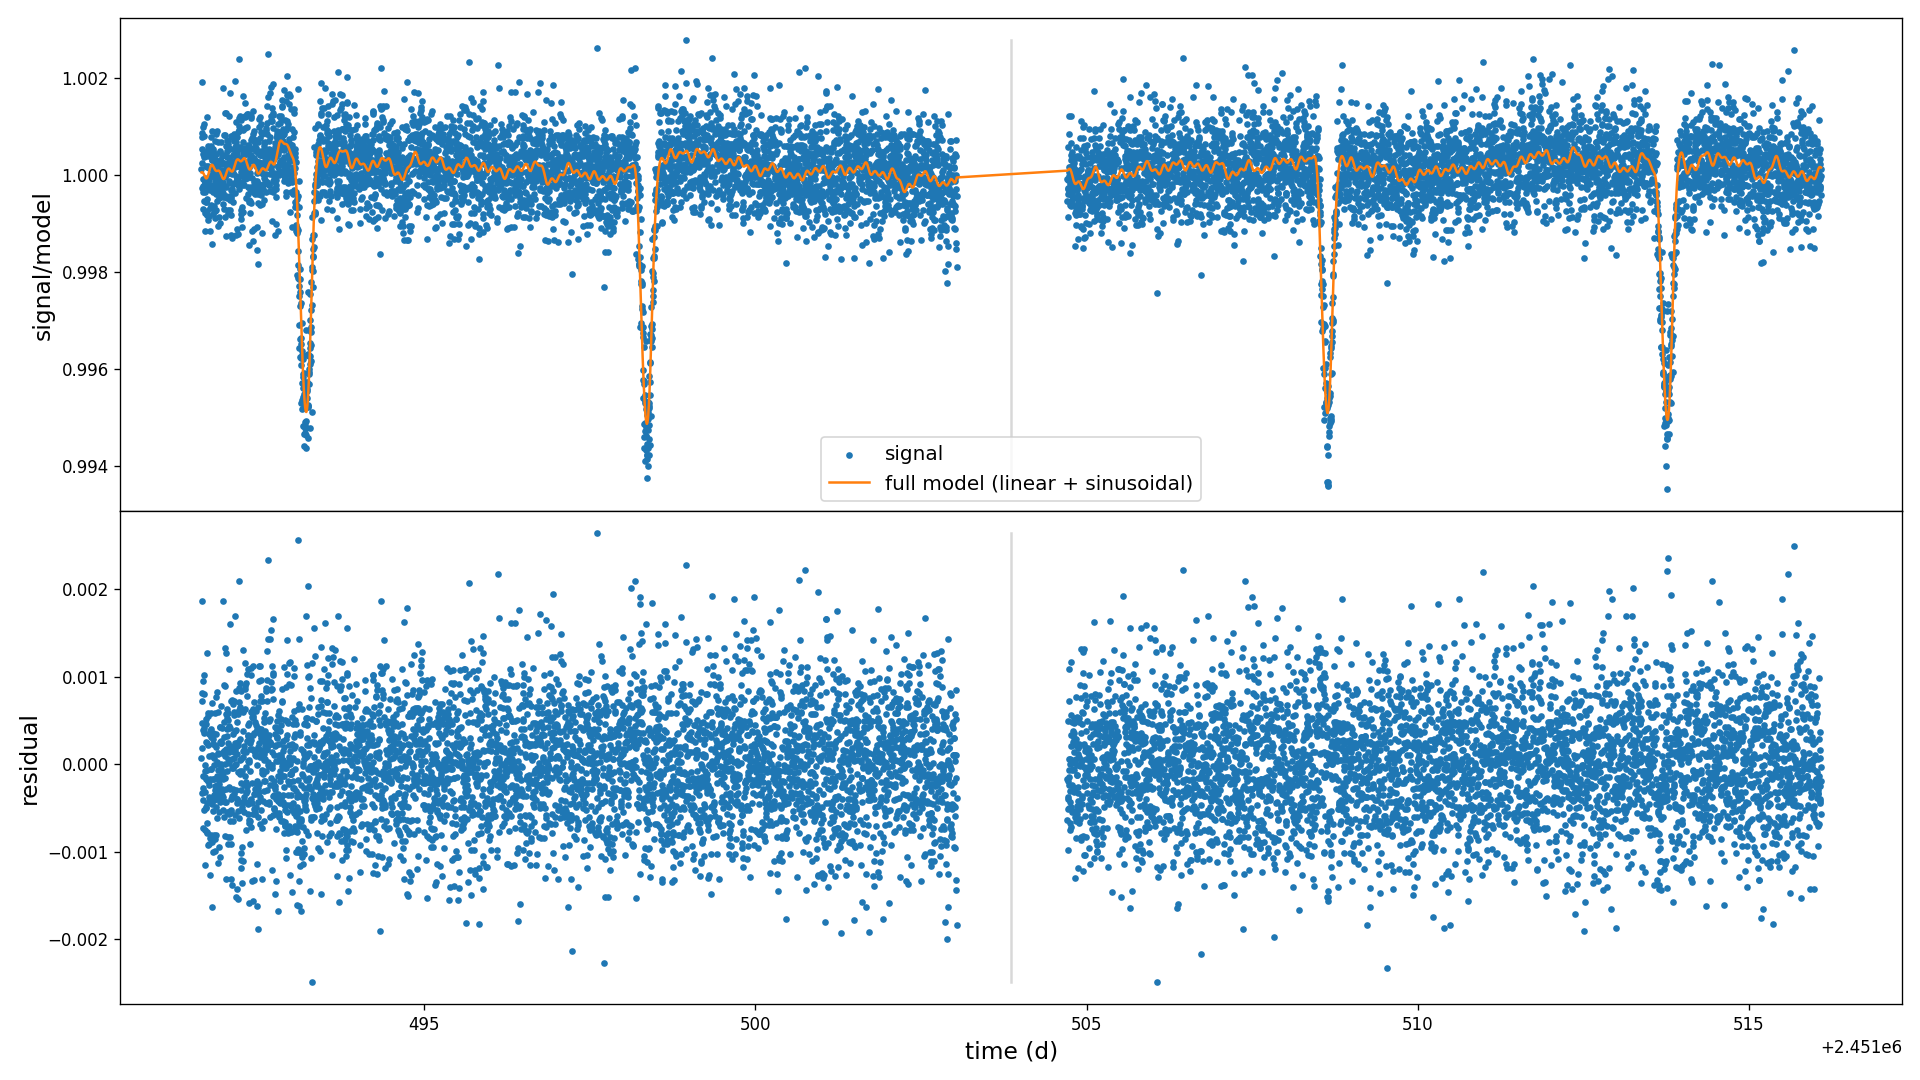 signal/model
1.002
1.000
0.998
0.996
0.994
signal
full model (linear + sinusoidal)
residual
0.002
0.001
0.000
−0.001
−0.002
495
500
505
510
515
time (d)
+2.451e6